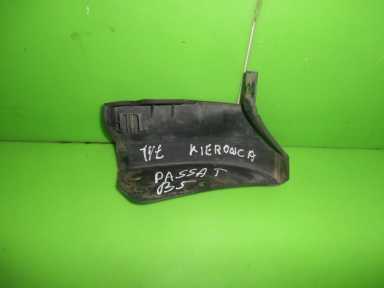 TYŁ KIEROWCA
PASSAT
B5